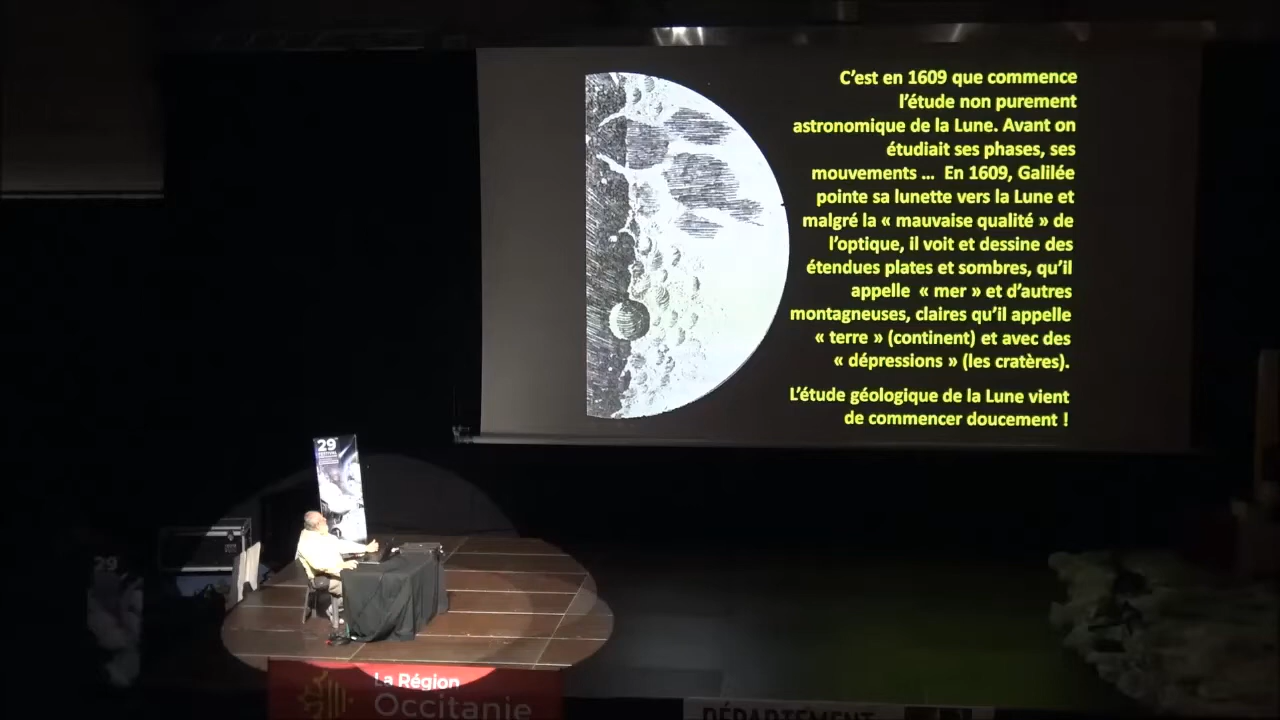 C'est en 1609 que commence
l'étude non purement
astronomique de la Lune. Avant on
étudiait ses phases, ses
mouvements ... En 1609, Galilée
pointe sa lunette vers la Lune et
malgré la « mauvaise qualité » de
l'optique, il voit et dessine des
étendues plates et sombres, qu'il
appelle « mer » et d'autres
montagneuses, claires qu'il appelle
« terre » (continent) et avec des
« dépressions » (les cratères).
L'étude géologique de la Lune vient
de commencer doucement !
29
29
La Région
Occitanie
DÉPARTEMENT